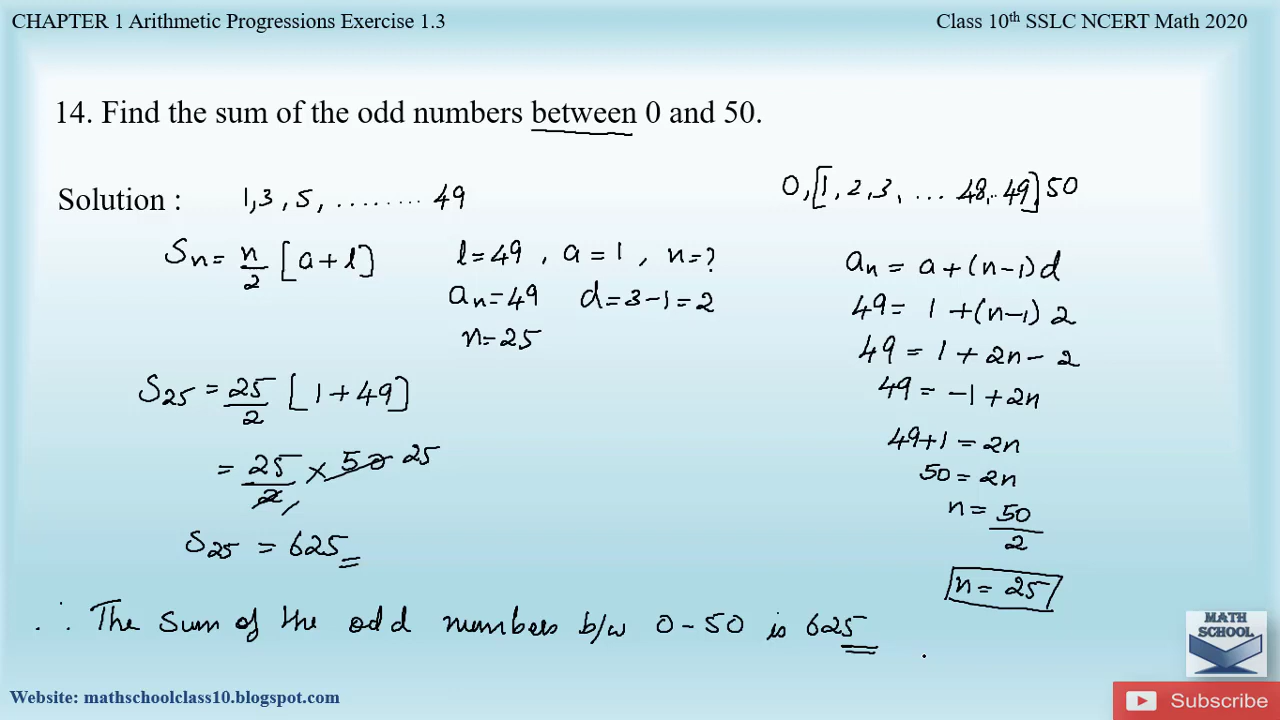 CHAPTER 1 Arithmetic Progressions Exercise 1.3
Class 10th SSLC NCERT Math 2020
14. Find the sum of the odd numbers between 0 and 50.
Solution : 1, 3, 5, ........ 49
0, [1, 2, 3, ... 48, 49] 50
Sn = n/2 [a + l]
l = 49 , a = 1 , n = ?
an = 49 d = 3 - 1 = 2
n = 25
S25 = 25/2 [1 + 49]
= 25/2 × 50 25
S25 = 625
an = a + (n-1) d
49 = 1 + (n-1) 2
49 = 1 + 2n - 2
49 = -1 + 2n
49+1 = 2n
50 = 2n
n = 50/2
n = 25
∴ The sum of the odd numbers b/w 0 - 50 is 625
MATH
SCHOOL
Website: mathschoolclass10.blogspot.com
Subscribe